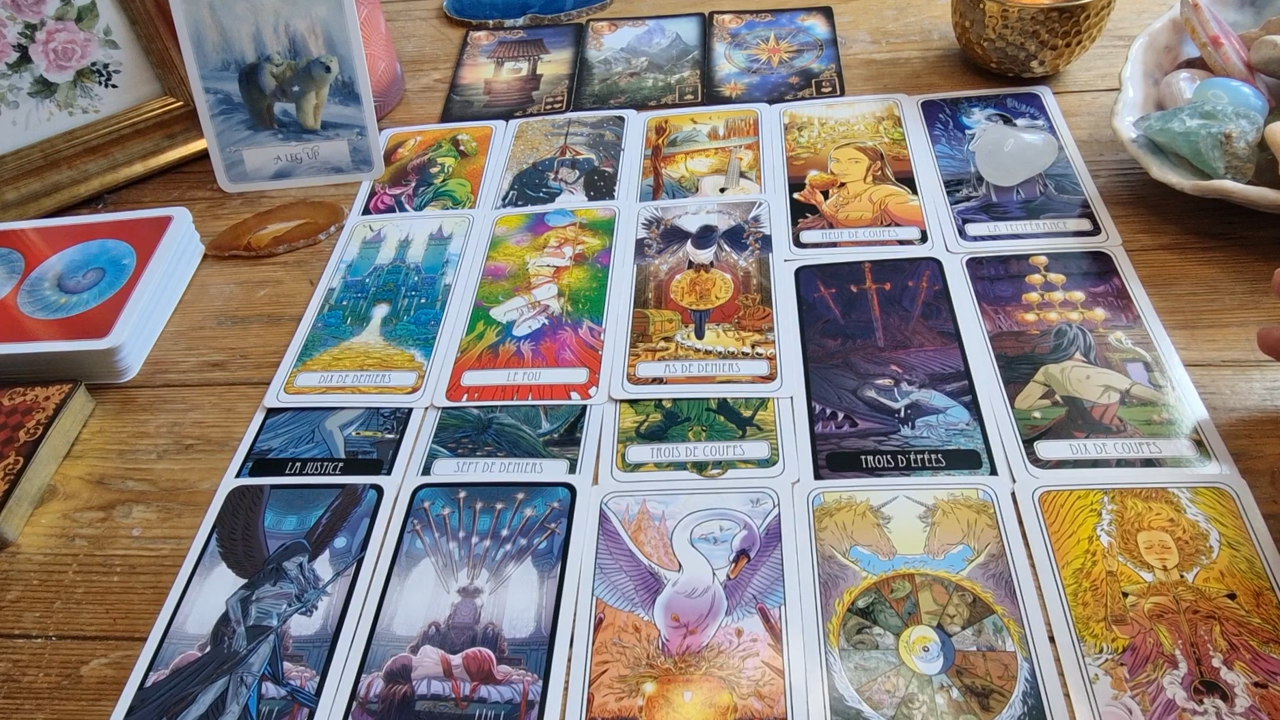 A LEG UP
NEUF DE COUPES
LA TEMPÉRANCE
DIX DE DENIERS
LE FOU
AS DE DENIERS
TROIS D'ÉPÉES
DIX DE COUPES
LA JUSTICE
SEPT DE DENIERS
TROIS DE COUPES